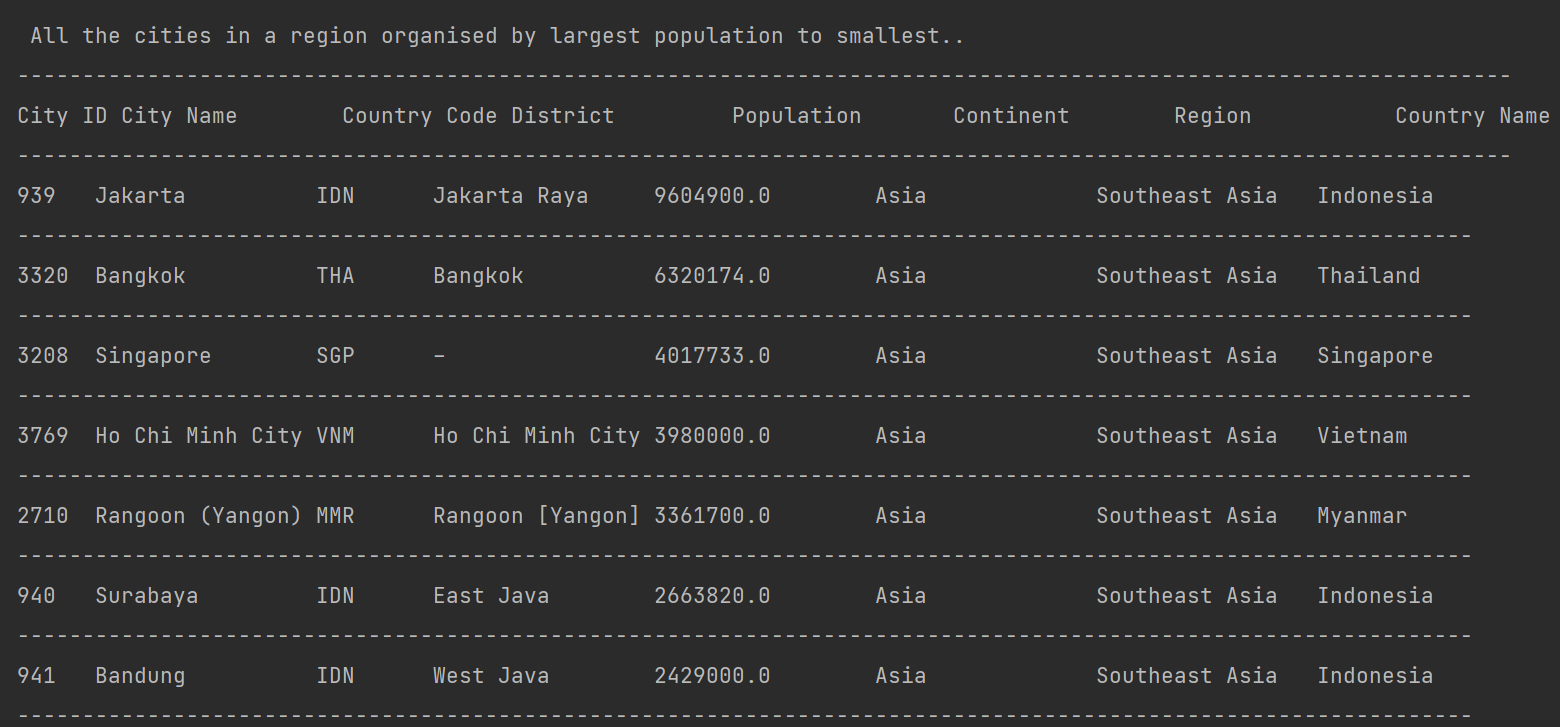 All the cities in a region organised by largest population to smallest..
-------------------------------------------------------------------------------------------------------------------
City ID City Name        Country Code District         Population       Continent        Region           Country Name
-------------------------------------------------------------------------------------------------------------------
939   Jakarta          IDN      Jakarta Raya     9604900.0        Asia             Southeast Asia   Indonesia
----------------------------------------------------------------------------------------------------------------
3320  Bangkok          THA      Bangkok          6320174.0        Asia             Southeast Asia   Thailand
----------------------------------------------------------------------------------------------------------------
3208  Singapore        SGP      –                4017733.0        Asia             Southeast Asia   Singapore
----------------------------------------------------------------------------------------------------------------
3769  Ho Chi Minh City VNM      Ho Chi Minh City 3980000.0        Asia             Southeast Asia   Vietnam
----------------------------------------------------------------------------------------------------------------
2710  Rangoon (Yangon) MMR      Rangoon [Yangon] 3361700.0        Asia             Southeast Asia   Myanmar
----------------------------------------------------------------------------------------------------------------
940   Surabaya         IDN      East Java        2663820.0        Asia             Southeast Asia   Indonesia
----------------------------------------------------------------------------------------------------------------
941   Bandung          IDN      West Java        2429000.0        Asia             Southeast Asia   Indonesia
----------------------------------------------------------------------------------------------------------------